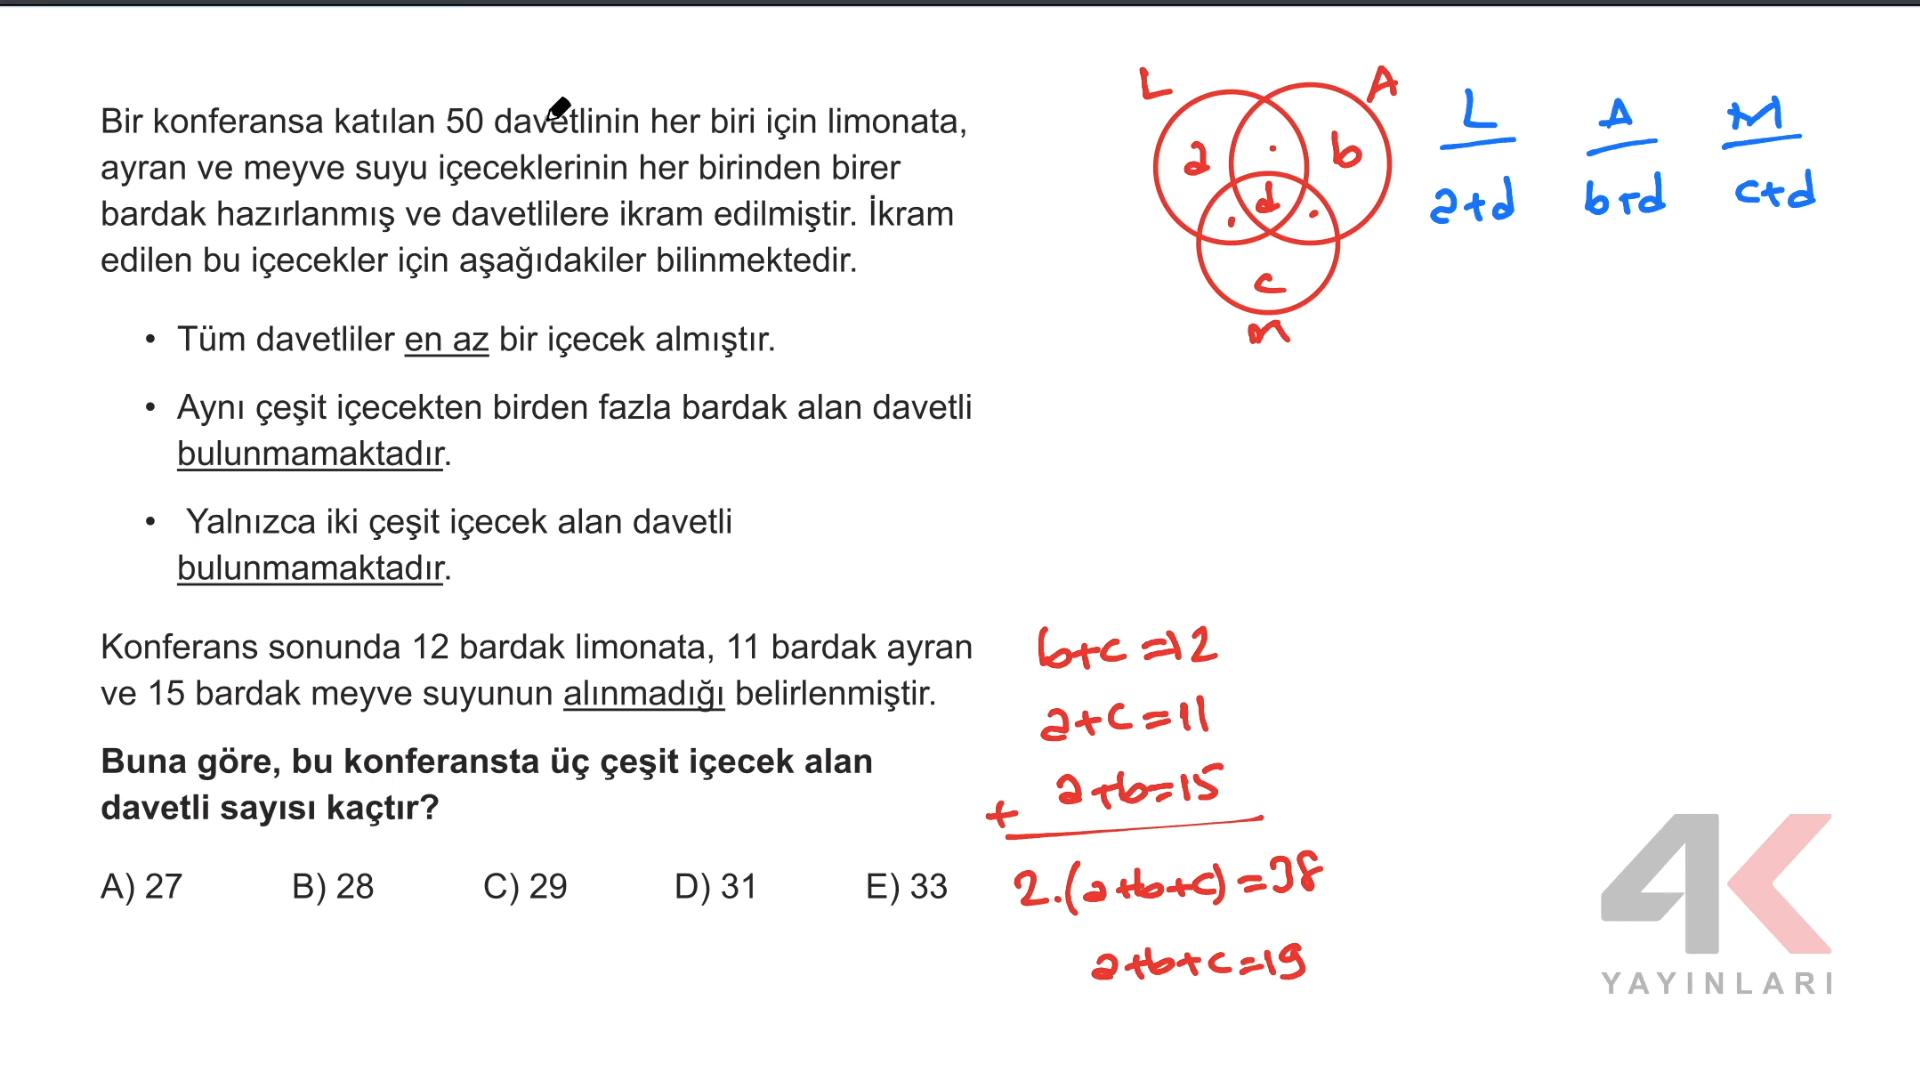 Bir konferansa katılan 50 davetlinin her biri için limonata,
ayran ve meyve suyu içeceklerinin her birinden birer
bardak hazırlanmış ve davetlilere ikram edilmiştir. İkram
edilen bu içecekler için aşağıdakiler bilinmektedir.
• Tüm davetliler en az bir içecek almıştır.
• Aynı çeşit içecekten birden fazla bardak alan davetli
bulunmamaktadır.
• Yalnızca iki çeşit içecek alan davetli
bulunmamaktadır.
Konferans sonunda 12 bardak limonata, 11 bardak ayran
ve 15 bardak meyve suyunun alınmadığı belirlenmiştir.
Buna göre, bu konferansta üç çeşit içecek alan
davetli sayısı kaçtır?
A) 27 B) 28 C) 29 D) 31 E) 33
L A
a b
d
c
m
L A M
a+d b+d c+d
b+c=12
a+c=11
+ a+b=15
2.(a+b+c)=38
a+b+c=19
4K
YAYINLARI